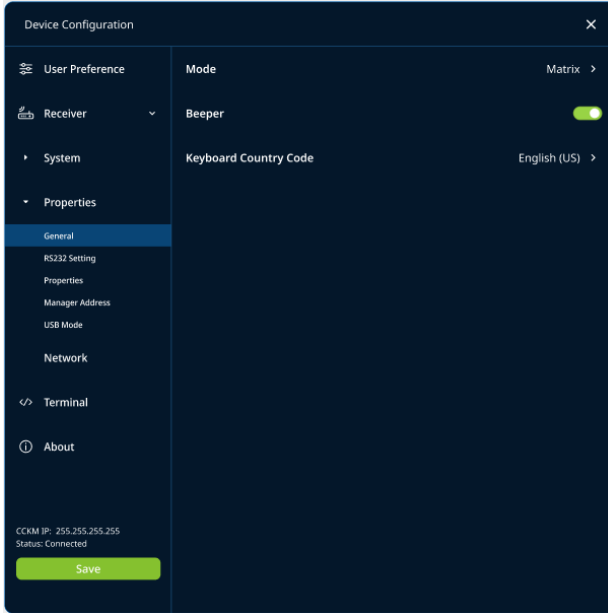 Device Configuration
User Preference
Receiver
System
Properties
General
RS232 Setting
Properties
Manager Address
USB Mode
Network
Terminal
About
CCKM IP: 255.255.255.255
Status: Connected
Save
Mode Matrix
Beeper
Keyboard Country Code English (US)